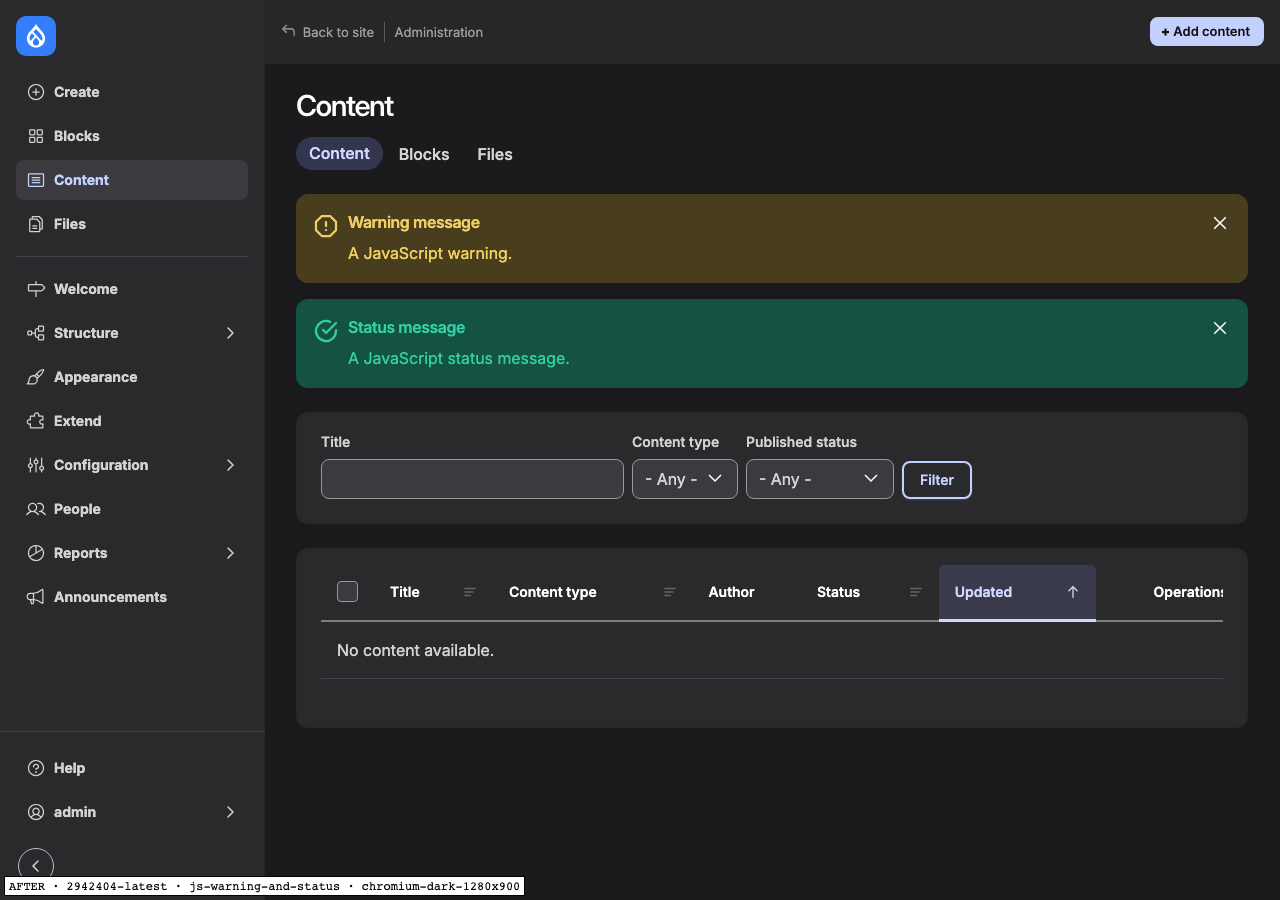 Back to site
Administration
+ Add content
Create
Blocks
Content
Files
Welcome
Structure
Appearance
Extend
Configuration
People
Reports
Announcements
Help
admin
Content
Content
Blocks
Files
Warning message
A JavaScript warning.
Status message
A JavaScript status message.
Title
Content type
Published status
- Any -
- Any -
Filter
Title
Content type
Author
Status
Updated
Operations
No content available.
AFTER · 2942404-latest · js-warning-and-status · chromium-dark-1280x900